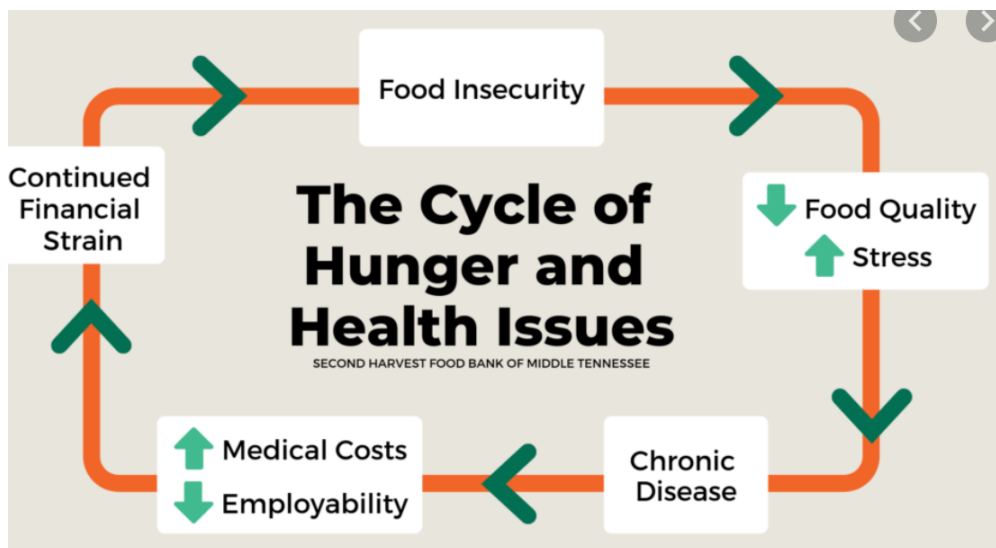 Food Insecurity
Food Quality
Stress
Chronic
Disease
Medical Costs
Employability
Continued
Financial
Strain
The Cycle of
Hunger and
Health Issues
SECOND HARVEST FOOD BANK OF MIDDLE TENNESSEE